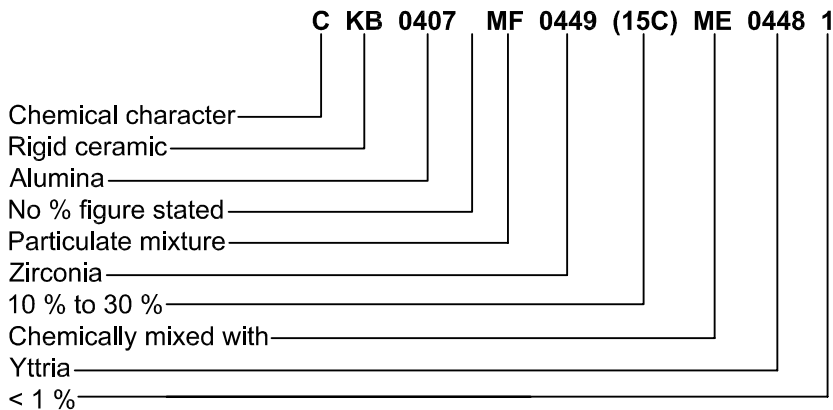 C KB 0407 MF 0449 (15C) ME 0448 1
Chemical character
Rigid ceramic
Alumina
No % figure stated
Particulate mixture
Zirconia
10 % to 30 %
Chemically mixed with
Yttria
< 1 %